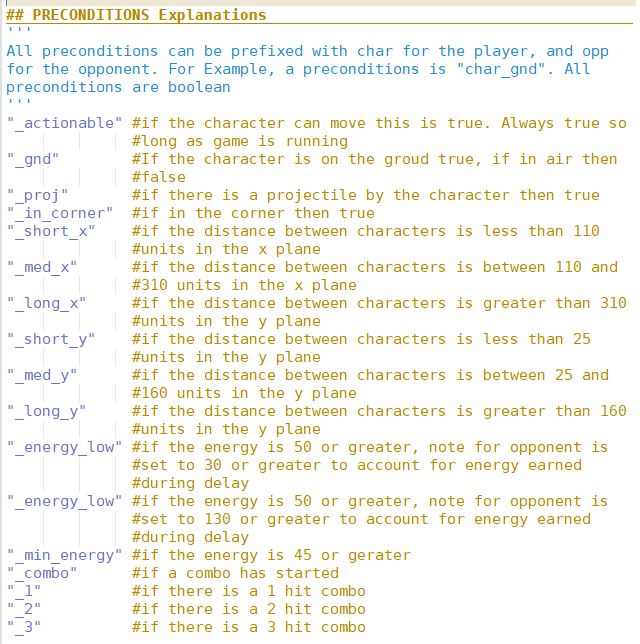 ## PRECONDITIONS Explanations
'''
All preconditions can be prefixed with char for the player, and opp
for the opponent. For Example, a preconditions is "char_gnd". All
preconditions are boolean
'''
"_actionable" #if the character can move this is true. Always true so
#long as game is running
"_gnd" #If the character is on the groud true, if in air then
#false
"_proj" #if there is a projectile by the character then true
"_in_corner" #if in the corner then true
"_short_x" #if the distance between characters is less than 110
#units in the x plane
"_med_x" #if the distance between characters is between 110 and
#310 units in the x plane
"_long_x" #if the distance between characters is greater than 310
#units in the y plane
"_short_y" #if the distance between characters is less than 25
#units in the y plane
"_med_y" #if the distance between characters is between 25 and
#160 units in the y plane
"_long_y" #if the distance between characters is greater than 160
#units in the y plane
"_energy_low" #if the energy is 50 or greater, note for opponent is
#set to 30 or greater to account for energy earned
#during delay
"_energy_low" #if the energy is 50 or greater, note for opponent is
#set to 130 or greater to account for energy earned
#during delay
"_min_energy" #if the energy is 45 or gerater
"_combo" #if a combo has started
"_1" #if there is a 1 hit combo
"_2" #if there is a 2 hit combo
"_3" #if there is a 3 hit combo